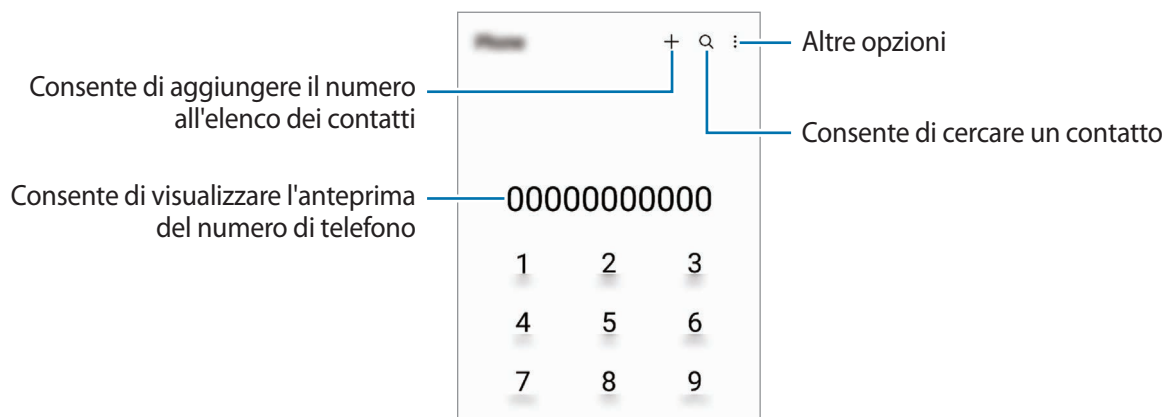 Phone
Altre opzioni
Consente di aggiungere il numero
all'elenco dei contatti
Consente di cercare un contatto
Consente di visualizzare l'anteprima
del numero di telefono
00000000000
1 2 3
4 5 6
7 8 9